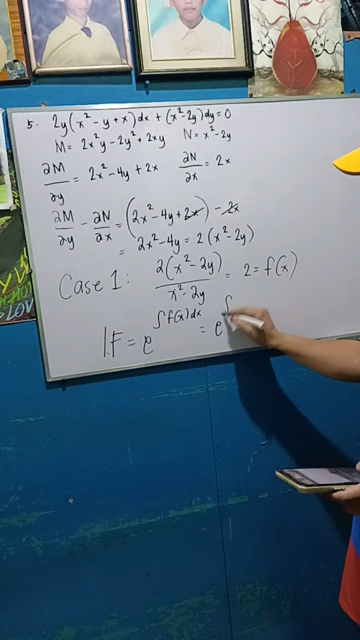 5. 2y(x² - y + x)dx + (x² - 2y)dy = 0
M = 2x²y - 2y² + 2xy N = x² - 2y
∂M/∂y = 2x² - 4y + 2x ∂N/∂x = 2x
∂M/∂y - ∂N/∂x = (2x² - 4y + 2x) - 2x
= 2x² - 4y = 2(x² - 2y)
Case 1: 2(x² - 2y)/x² - 2y = 2 = f(x)
I.F = e^∫f(x)dx = e^∫